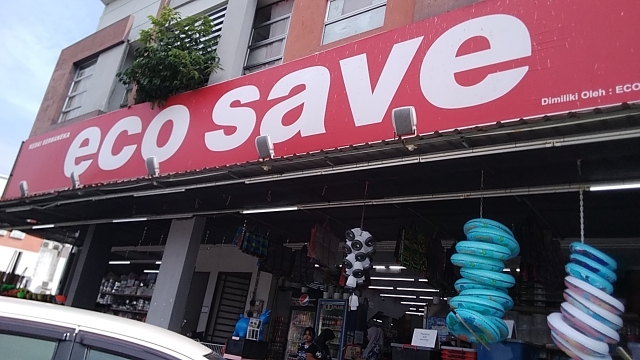 KEDAI SERBANEKA
eco save
Dimiliki Oleh : ECO